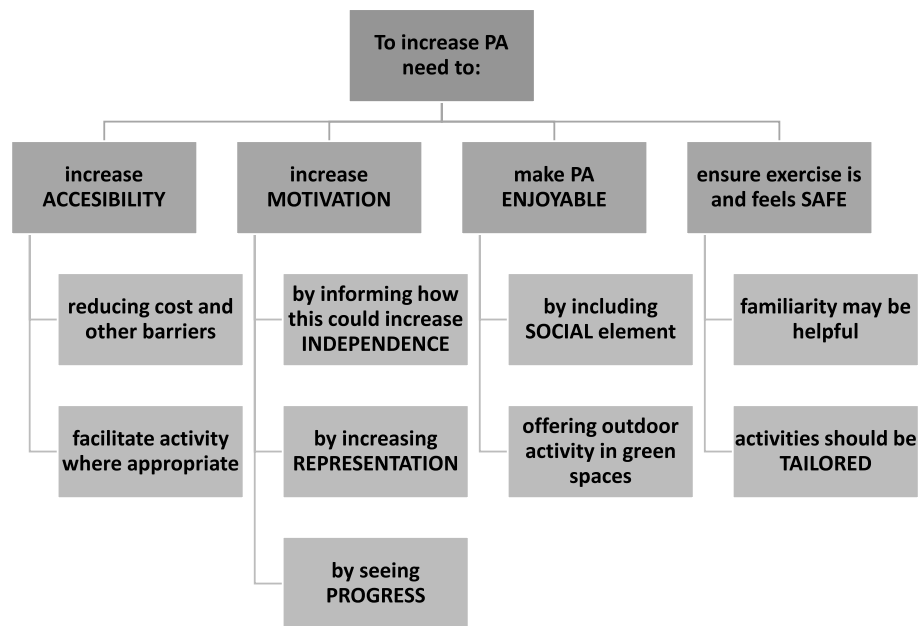 To increase PA
need to:
increase
ACCESIBILITY
increase
MOTIVATION
make PA
ENJOYABLE
ensure exercise is
and feels SAFE
reducing cost and
other barriers
facilitate activity
where appropriate
by informing how
this could increase
INDEPENDENCE
by increasing
REPRESENTATION
by seeing
PROGRESS
by including
SOCIAL element
offering outdoor
activity in green
spaces
familiarity may be
helpful
activities should be
TAILORED